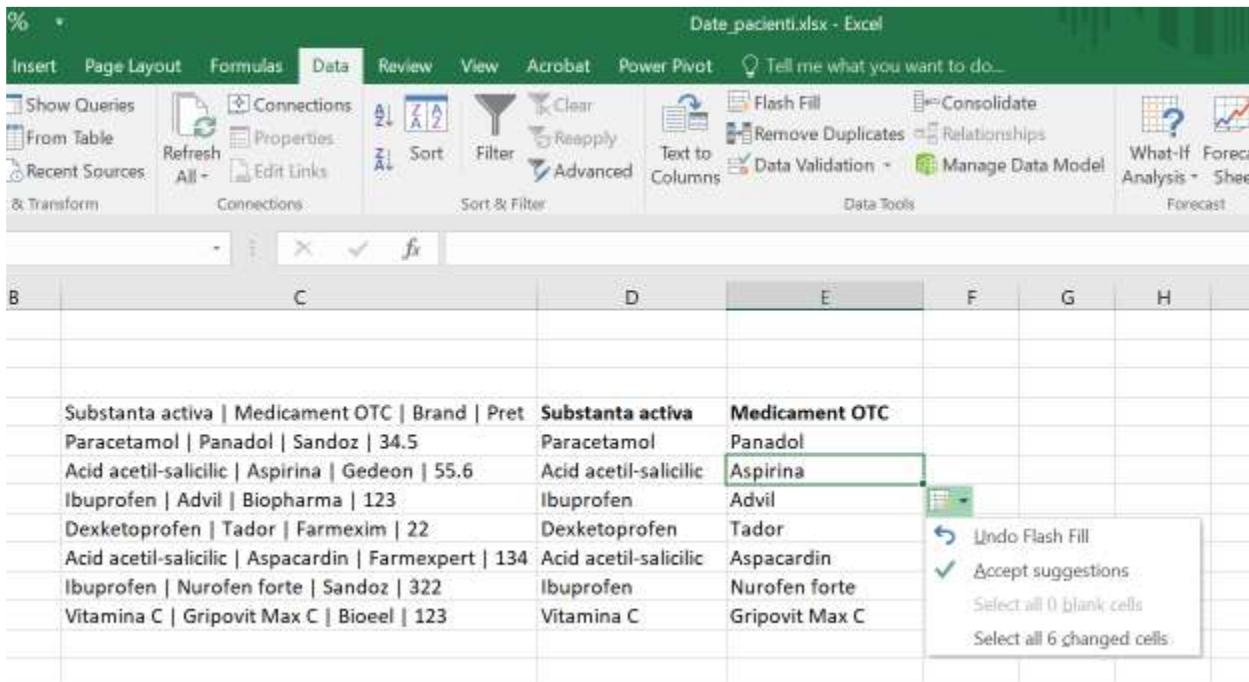 %
Date_pacienti.xlsx - Excel
Insert Page Layout Formulas Data Review View Acrobat Power Pivot Tell me what you want to do...
Show Queries
From Table
Recent Sources
& Transform
Refresh All
Connections
Properties
Edit Links
Connections
Sort
Filter
Clear
Reapply
Advanced
Sort & Filter
Text to Columns
Flash Fill
Remove Duplicates
Data Validation
Consolidate
Relationships
Manage Data Model
Data Tools
What-If Analysis
Foreca
Shee
Forecast
fx
B C D E F G H
Substanta activa | Medicament OTC | Brand | Pret Substanta activa Medicament OTC
Paracetamol | Panadol | Sandoz | 34.5 Paracetamol Panadol
Acid acetil-salicilic | Aspirina | Gedeon | 55.6 Acid acetil-salicilic Aspirina
Ibuprofen | Advil | Biopharma | 123 Ibuprofen Advil
Dexketoprofen | Tador | Farmexim | 22 Dexketoprofen Tador
Acid acetil-salicilic | Aspacardin | Farmexpert | 134 Acid acetil-salicilic Aspacardin
Ibuprofen | Nurofen forte | Sandoz | 322 Ibuprofen Nurofen forte
Vitamina C | Gripovit Max C | Bioeel | 123 Vitamina C Gripovit Max C
Undo Flash Fill
Accept suggestions
Select all 0 blank cells
Select all 6 changed cells